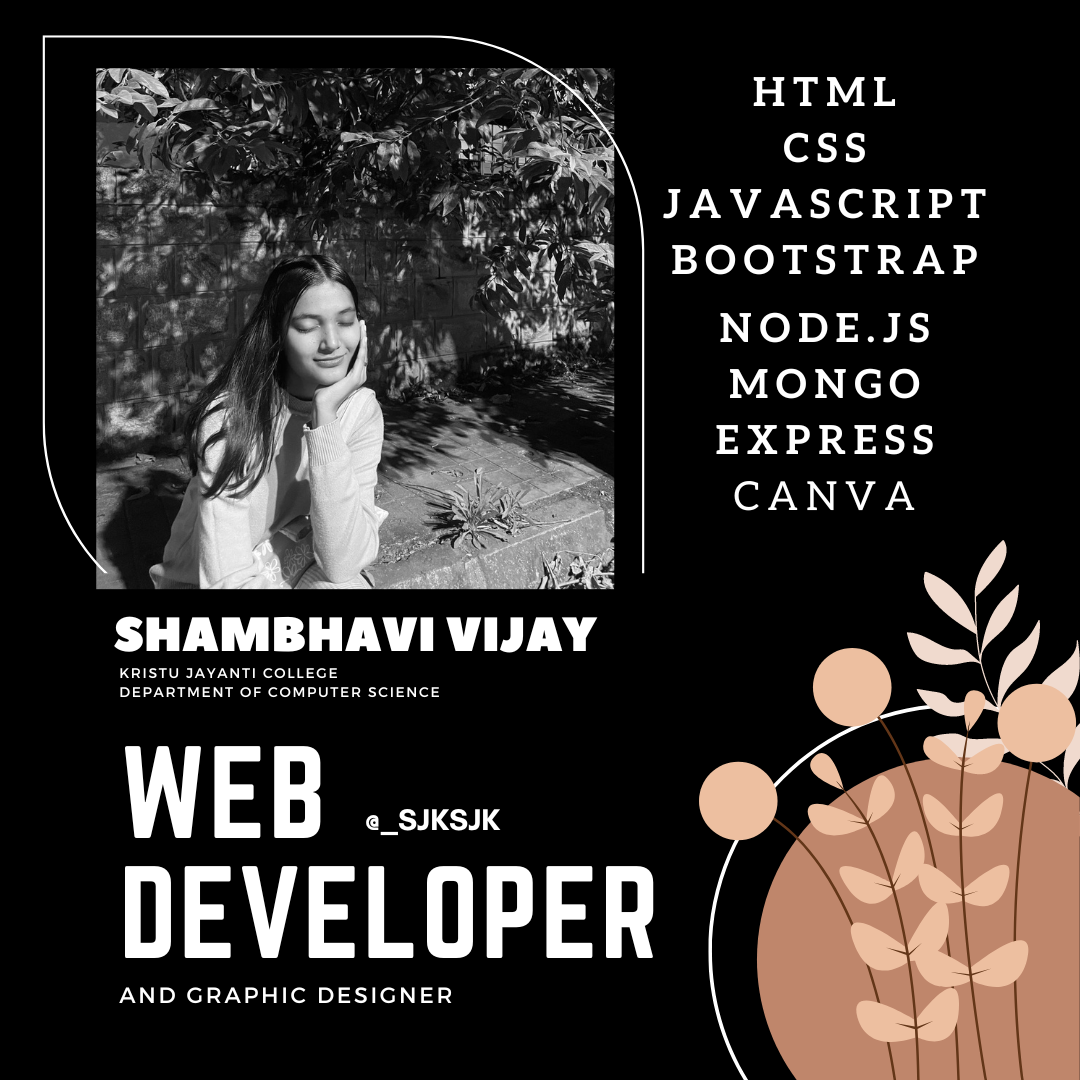 HTML
CSS
JAVASCRIPT
BOOTSTRAP
NODE.JS
MONGO
EXPRESS
CANVA
SHAMBHAVI VIJAY
KRISTU JAYANTI COLLEGE
DEPARTMENT OF COMPUTER SCIENCE
WEB
@_SJKSJK
DEVELOPER
AND GRAPHIC DESIGNER